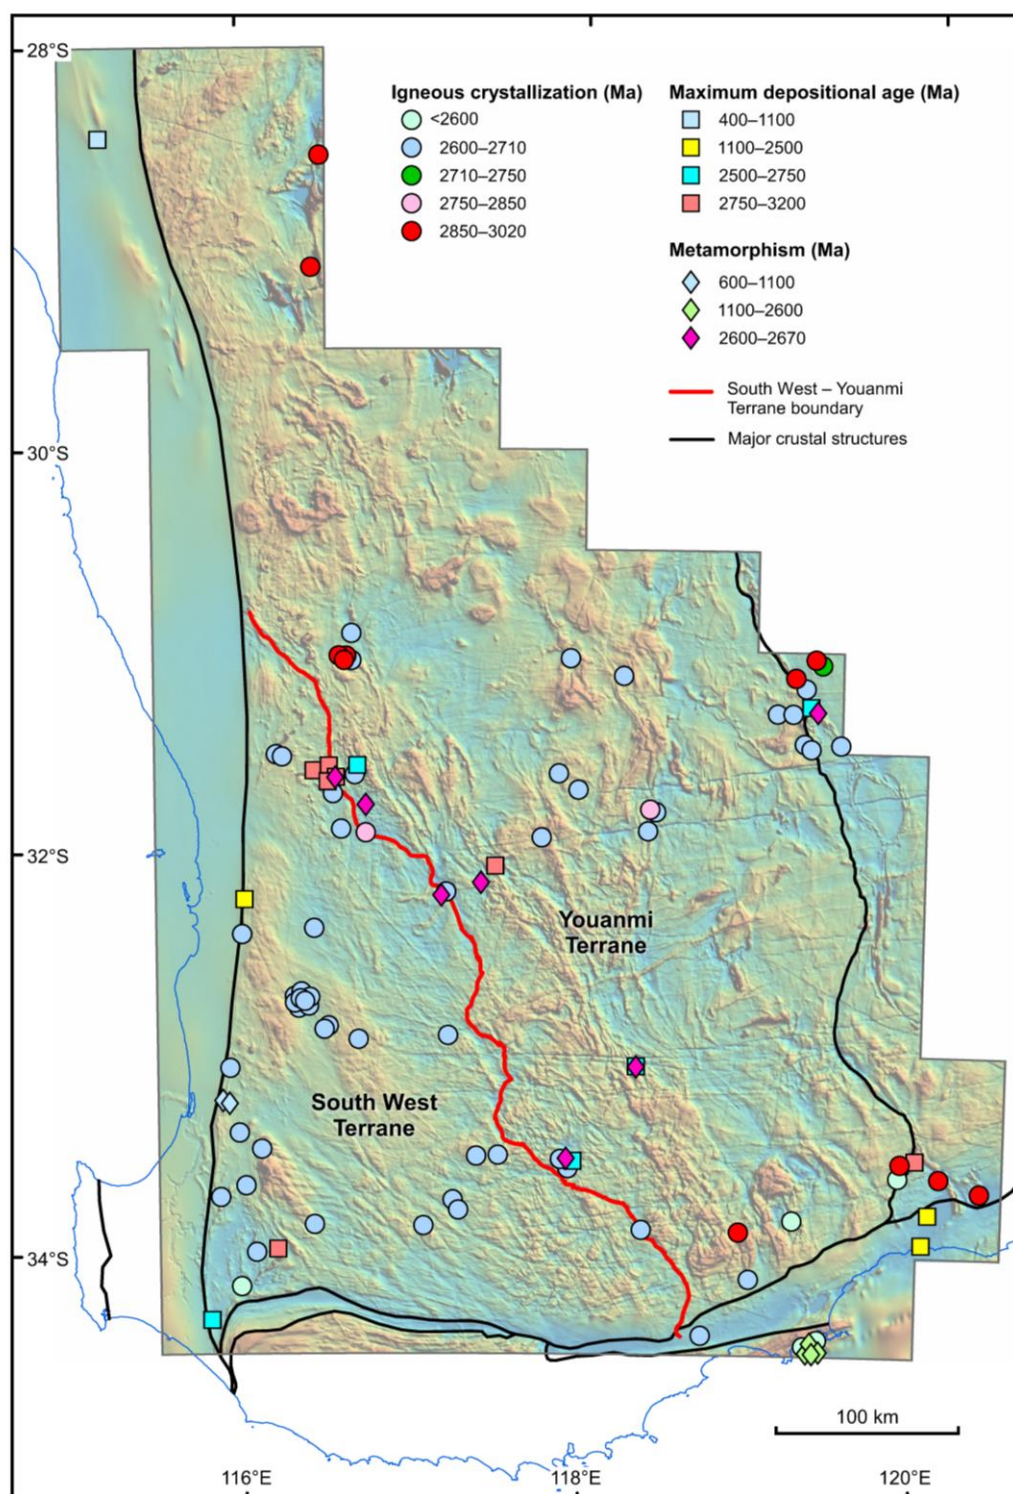 28°S
30°S
32°S
34°S
Igneous crystallization (Ma)
<2600
2600–2710
2710–2750
2750–2850
2850–3020
Maximum depositional age (Ma)
400–1100
1100–2500
2500–2750
2750–3200
Metamorphism (Ma)
600–1100
1100–2600
2600–2670
South West – Youanmi
Terrane boundary
Major crustal structures
Youanmi
Terrane
South West
Terrane
100 km
116°E
118°E
120°E